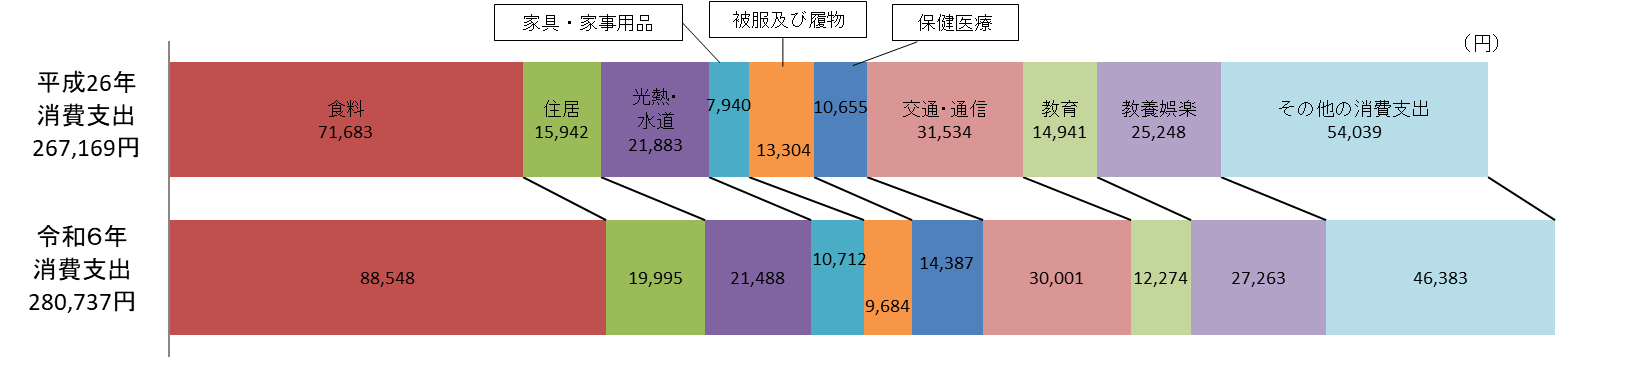 家具・家事用品
被服及び履物
保健医療
（円）
平成26年
消費支出
267,169円
食料
71,683
住居
15,942
光熱・
水道
21,883
7,940
13,304
10,655
交通・通信
31,534
教育
14,941
教養娯楽
25,248
その他の消費支出
54,039
令和６年
消費支出
280,737円
88,548
19,995
21,488
10,712
9,684
14,387
30,001
12,274
27,263
46,383